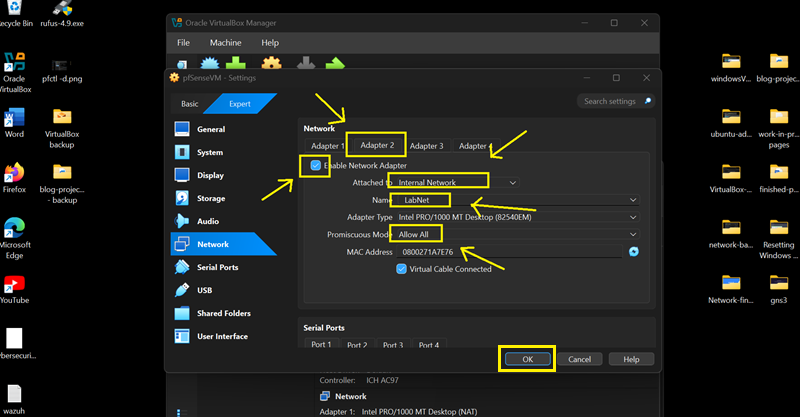 Recycle Bin
rufus-4.9.exe
Oracle
VirtualBox
pfctl -d.png
Word
VirtualBox
backup
Firefox
blog-projec...
- backup
Microsoft
Edge
YouTube
wazuh
Oracle VirtualBox Manager
File Machine Help
pfSenseVM - Settings
Basic Expert
Search settings
General
System
Display
Storage
Audio
Network
Serial Ports
USB
Shared Folders
User Interface
Network
Adapter 1 Adapter 2 Adapter 3 Adapter 4
Enable Network Adapter
Attached to Internal Network
Name LabNet
Adapter Type Intel PRO/1000 MT Desktop (82540EM)
Promiscuous Mode Allow All
MAC Address 0800271A7E76
Virtual Cable Connected
Serial Ports
Port 1 Port 2 Port 3 Port 4
OK Cancel Help
Controller: ICH AC97
Network
Adapter 1: Intel PRO/1000 MT Desktop (NAT)
windowsV...
blog-projec...
ubuntu-ad...
work-in
pages
VirtualBox-...
finished-p...
network-ba...
Resetting
Windows ...
Network-fin...
gns3